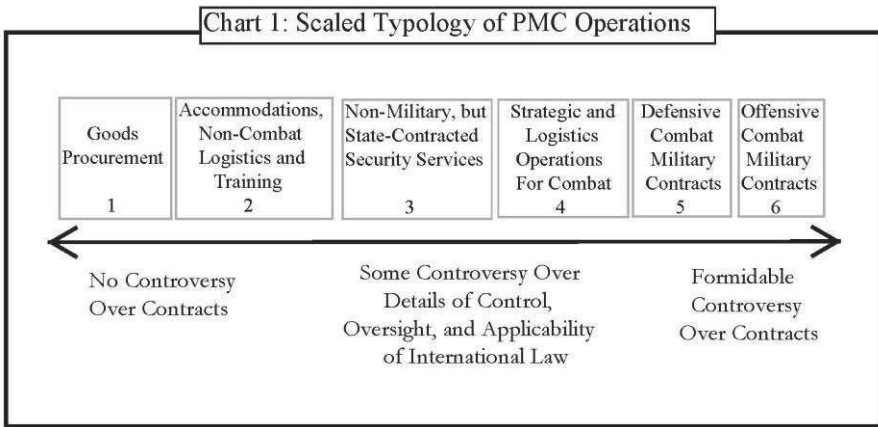 Chart 1: Scaled Typology of PMC Operations
Goods
Procurement
1
Accommodations,
Non-Combat
Logistics and
Training
2
Non-Military, but
State-Contracted
Security Services
3
Strategic and
Logistics
Operations
For Combat
4
Defensive
Combat
Military
Contracts
5
Offensive
Combat
Military
Contracts
6
No Controversy
Over Contracts
Some Controversy Over
Details of Control,
Oversight, and Applicability
of International Law
Formidable
Controversy
Over Contracts